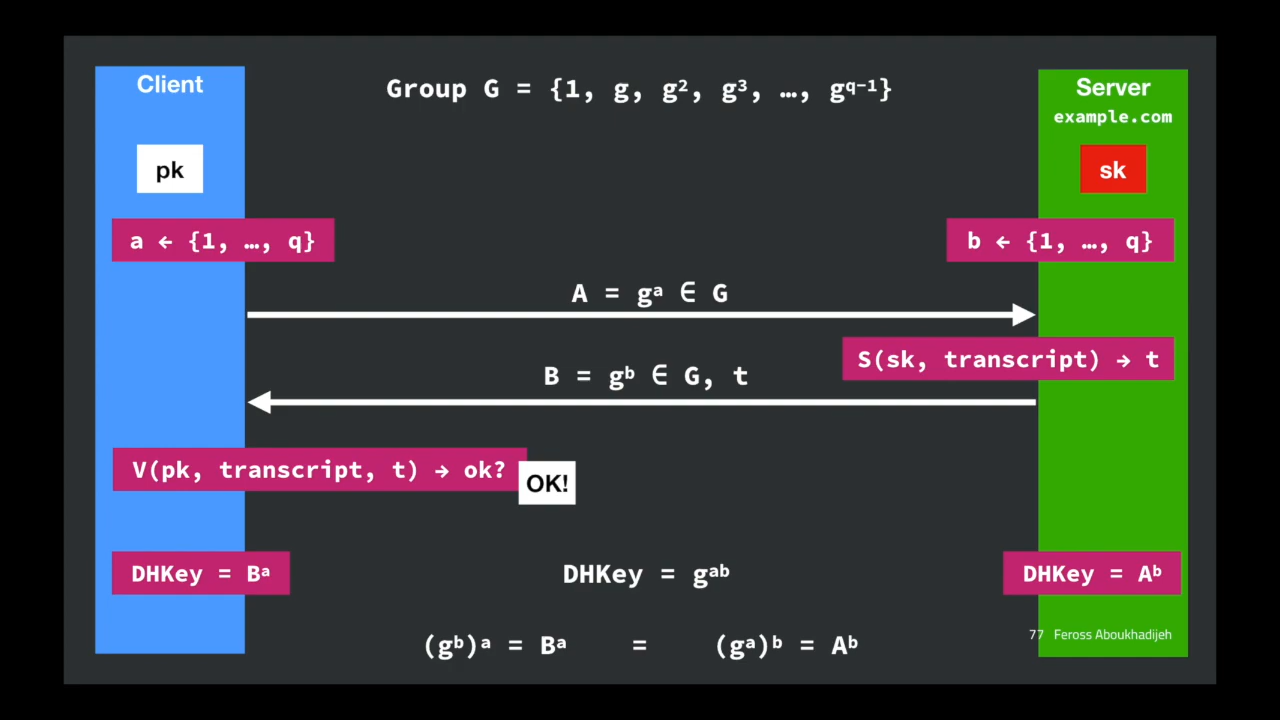 Client
Group G = {1, g, g², g³, …, g^q−1}
Server
example.com
pk
sk
a ← {1, …, q}
b ← {1, …, q}
A = gᵃ ∈ G
S(sk, transcript) → t
B = gᵇ ∈ G, t
V(pk, transcript, t) → ok?
OK!
DHKey = Bᵃ
DHKey = gᵃᵇ
DHKey = Aᵇ
77 Feross Aboukhadijeh
(gᵇ)ᵃ = Bᵃ = (gᵃ)ᵇ = Aᵇ